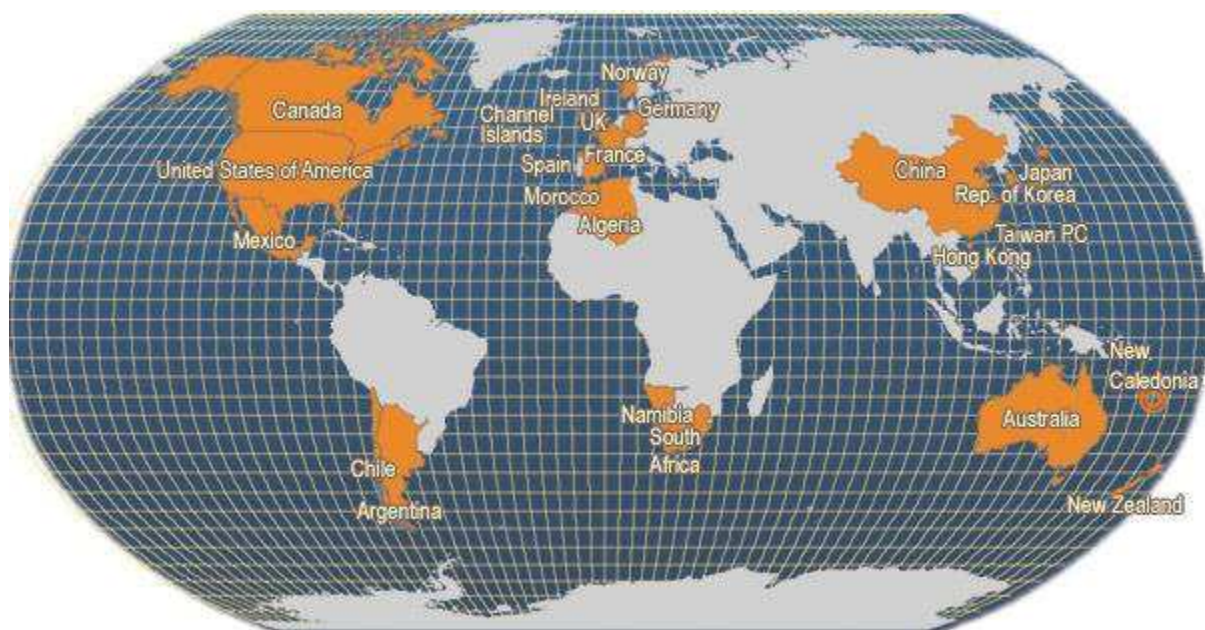 Norway
Canada
Ireland
Channel
Islands
UK
Germany
Spain
France
United States of America
China
Japan
Rep. of Korea
Morocco
Algeria
Mexico
Taiwan PC
Hong Kong
New
Caledonia
Namibia
South
Africa
Australia
Chile
Argentina
New Zealand